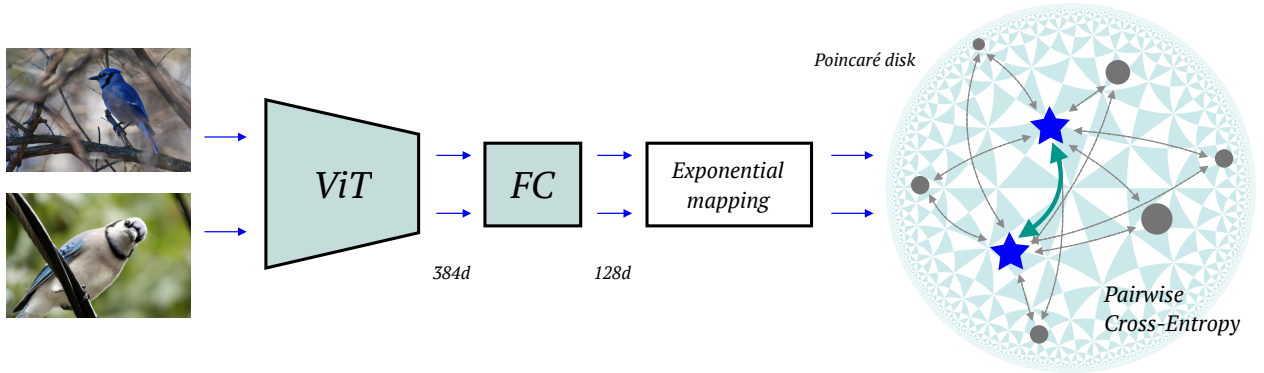 Poincaré disk
ViT
FC
Exponential
mapping
384d
128d
Pairwise
Cross-Entropy